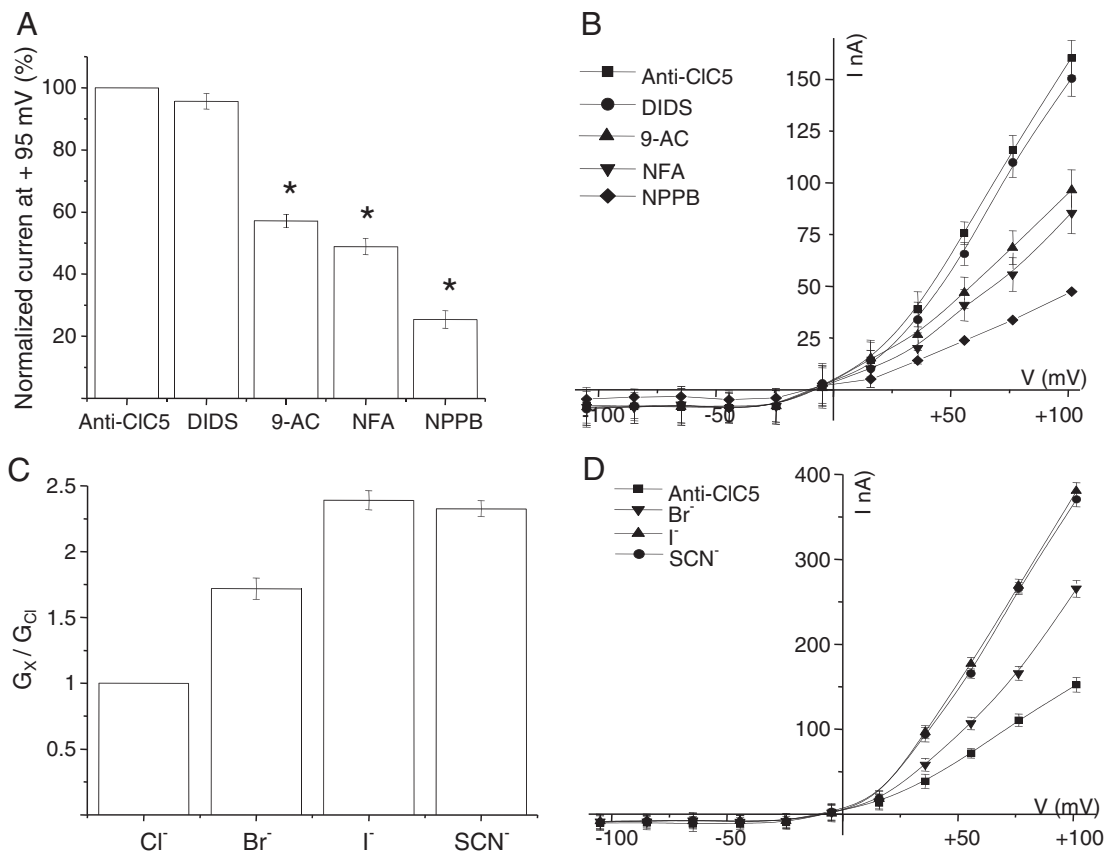 A
Normalized curren at + 95 mV (%)
100
80
60
40
20
*
*
*
Anti-ClC5
DIDS
9-AC
NFA
NPPB
B
I nA
Anti-ClC5
DIDS
9-AC
NFA
NPPB
150
125
100
75
50
25
V (mV)
-100
-50
+50
+100
C
G_X / G_Cl
2.5
2
1.5
1
0.5
Cl⁻
Br⁻
I⁻
SCN⁻
D
I nA
Anti-ClC5
Br⁻
I⁻
SCN⁻
400
300
200
100
V (mV)
-100
-50
+50
+100